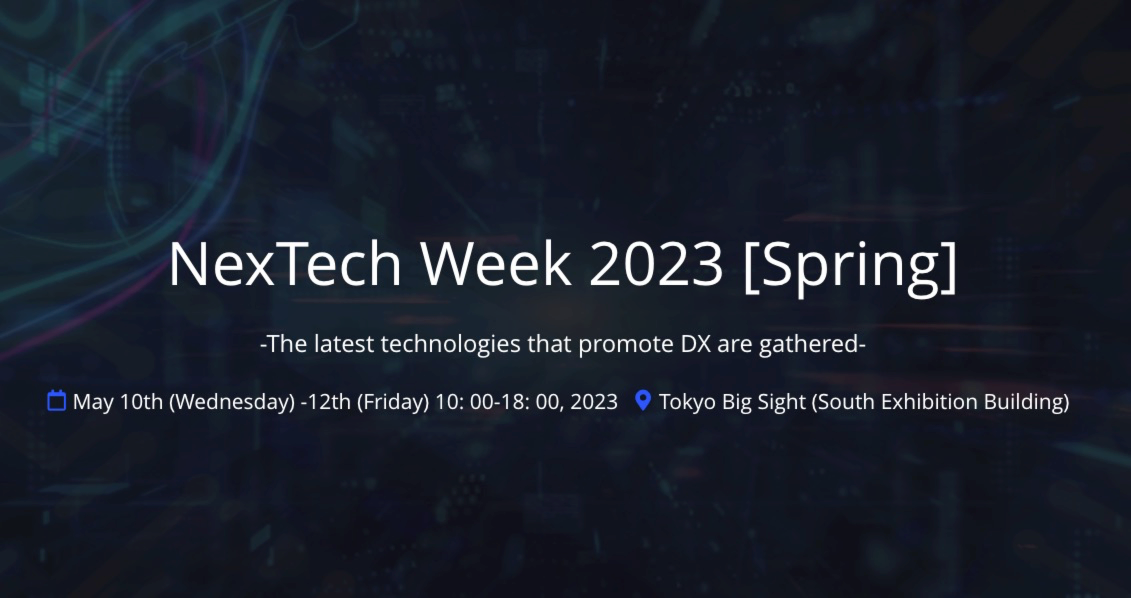 NexTech Week 2023 [Spring]
-The latest technologies that promote DX are gathered-
May 10th (Wednesday) -12th (Friday) 10: 00-18: 00, 2023 Tokyo Big Sight (South Exhibition Building)